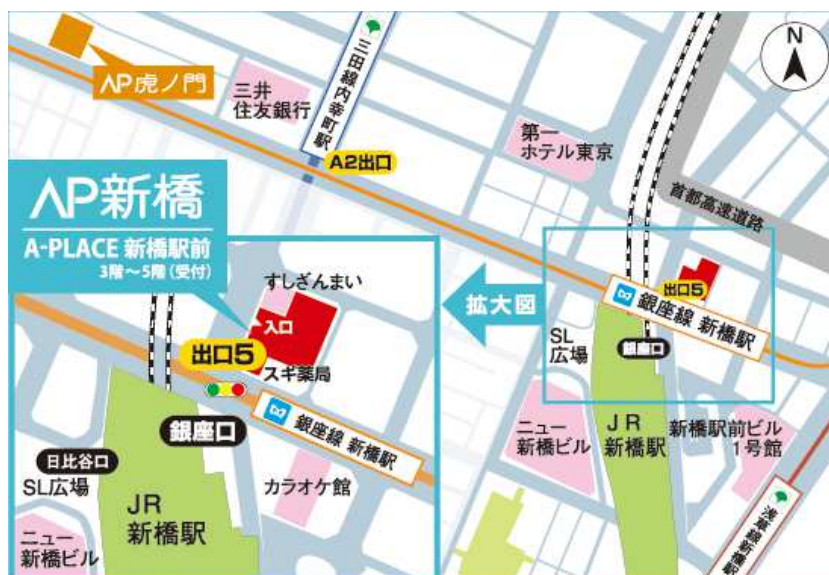 AP虎ノ門
三井
住友銀行
三田線内幸町駅
A2出口
第一
ホテル東京
首都高速道路
N
AP新橋
A-PLACE 新橋駅前
3階〜5階(受付)
すしざんまい
入口
出口5
スギ薬局
銀座線 新橋駅
銀座口
日比谷口
SL広場
JR
新橋駅
カラオケ館
ニュー
新橋ビル
拡大図
出口5
銀座線 新橋駅
SL
広場
銀座口
JR
新橋駅
ニュー
新橋ビル
新橋駅前ビル
1号館
浅草線新橋駅